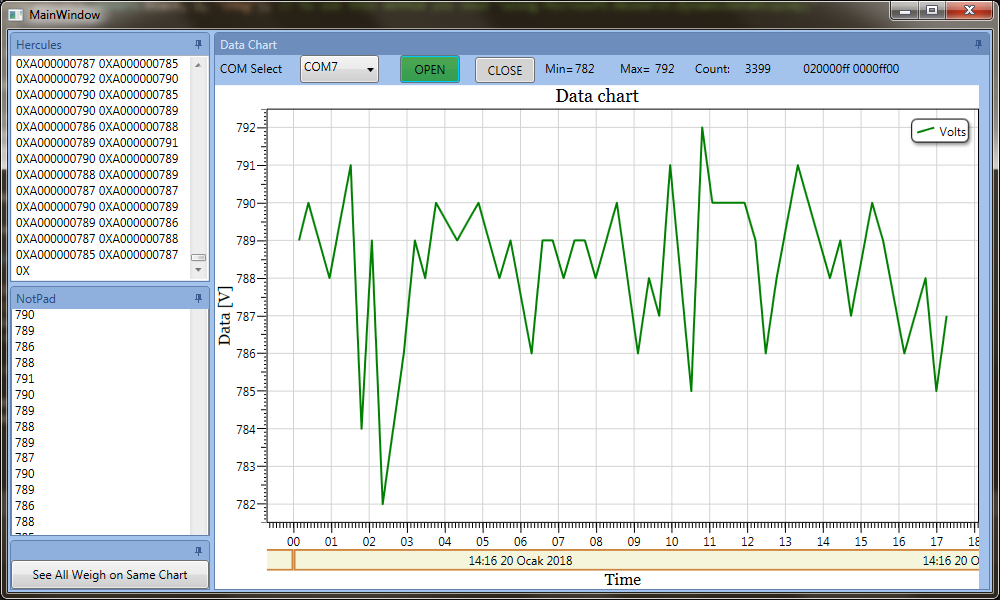 MainWindow
Hercules
0XA000000787 0XA000000785
0XA000000792 0XA000000790
0XA000000790 0XA000000785
0XA000000790 0XA000000789
0XA000000786 0XA000000788
0XA000000789 0XA000000791
0XA000000790 0XA000000789
0XA000000788 0XA000000789
0XA000000787 0XA000000787
0XA000000790 0XA000000789
0XA000000789 0XA000000786
0XA000000787 0XA000000788
0XA000000785 0XA000000787
0X
NotPad
790
789
786
788
791
790
789
788
789
787
790
789
786
788
See All Weigh on Same Chart
Data Chart
COM Select COM7 OPEN CLOSE Min= 782 Max= 792 Count: 3399 020000ff 0000ff00
Data chart
Volts
Data [V]
792
791
790
789
788
787
786
785
784
783
782
00 01 02 03 04 05 06 07 08 09 10 11 12 13 14 15 16 17 18
14:16 20 Ocak 2018 14:16 20 O
Time